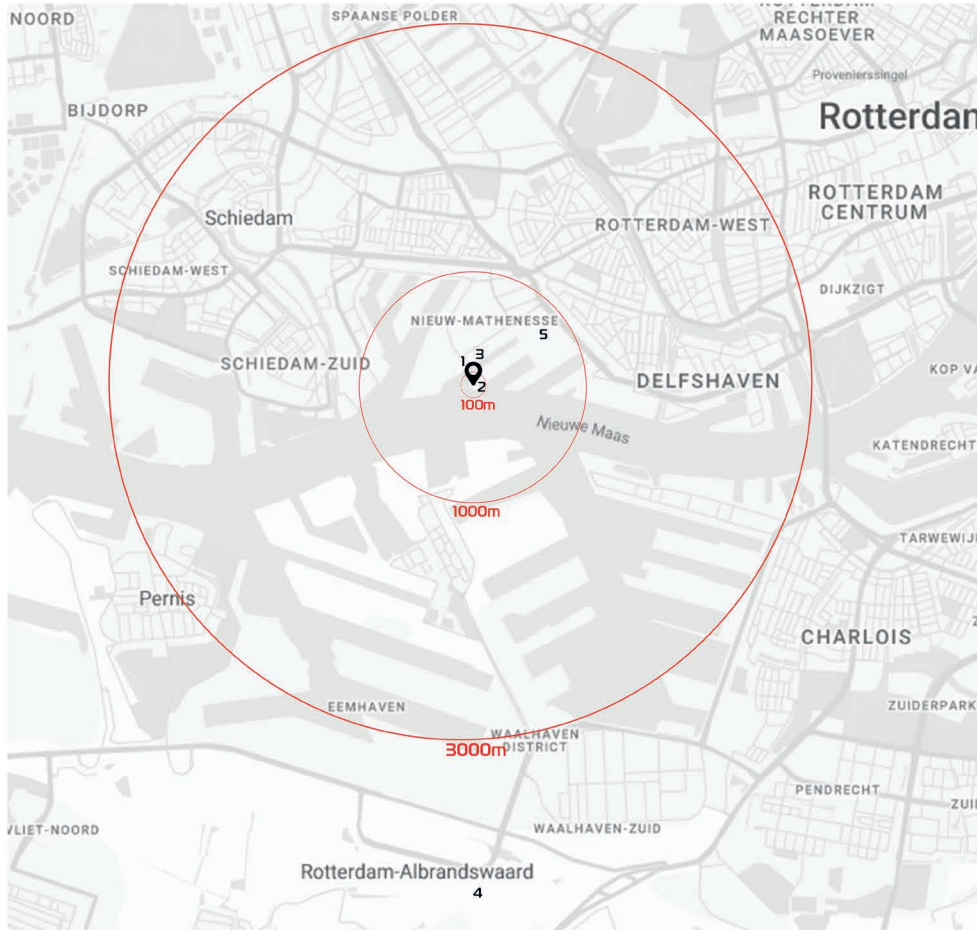 NOORD
SPAANSE POLDER
ROTTERDAM
RECHTER
MAASOEVER
Provenierssingel
BIJDORP
Rotterdam
Schiedam
ROTTERDAM-WEST
ROTTERDAM
CENTRUM
SCHIEDAM-WEST
DIJKZIGT
NIEUW-MATHENESSE
5
1 3
SCHIEDAM-ZUID
2
DELFSHAVEN
KOP VA
100m
Nieuwe Maas
KATENDRECHT
1000m
TARWEWIJ
Pernis
CHARLOIS
EEMHAVEN
ZUIDERPARK
WAALHAVEN
DISTRICT
3000m
PENDRECHT
ZUI
VLIET-NOORD
WAALHAVEN-ZUID
Rotterdam-Albrandswaard
4